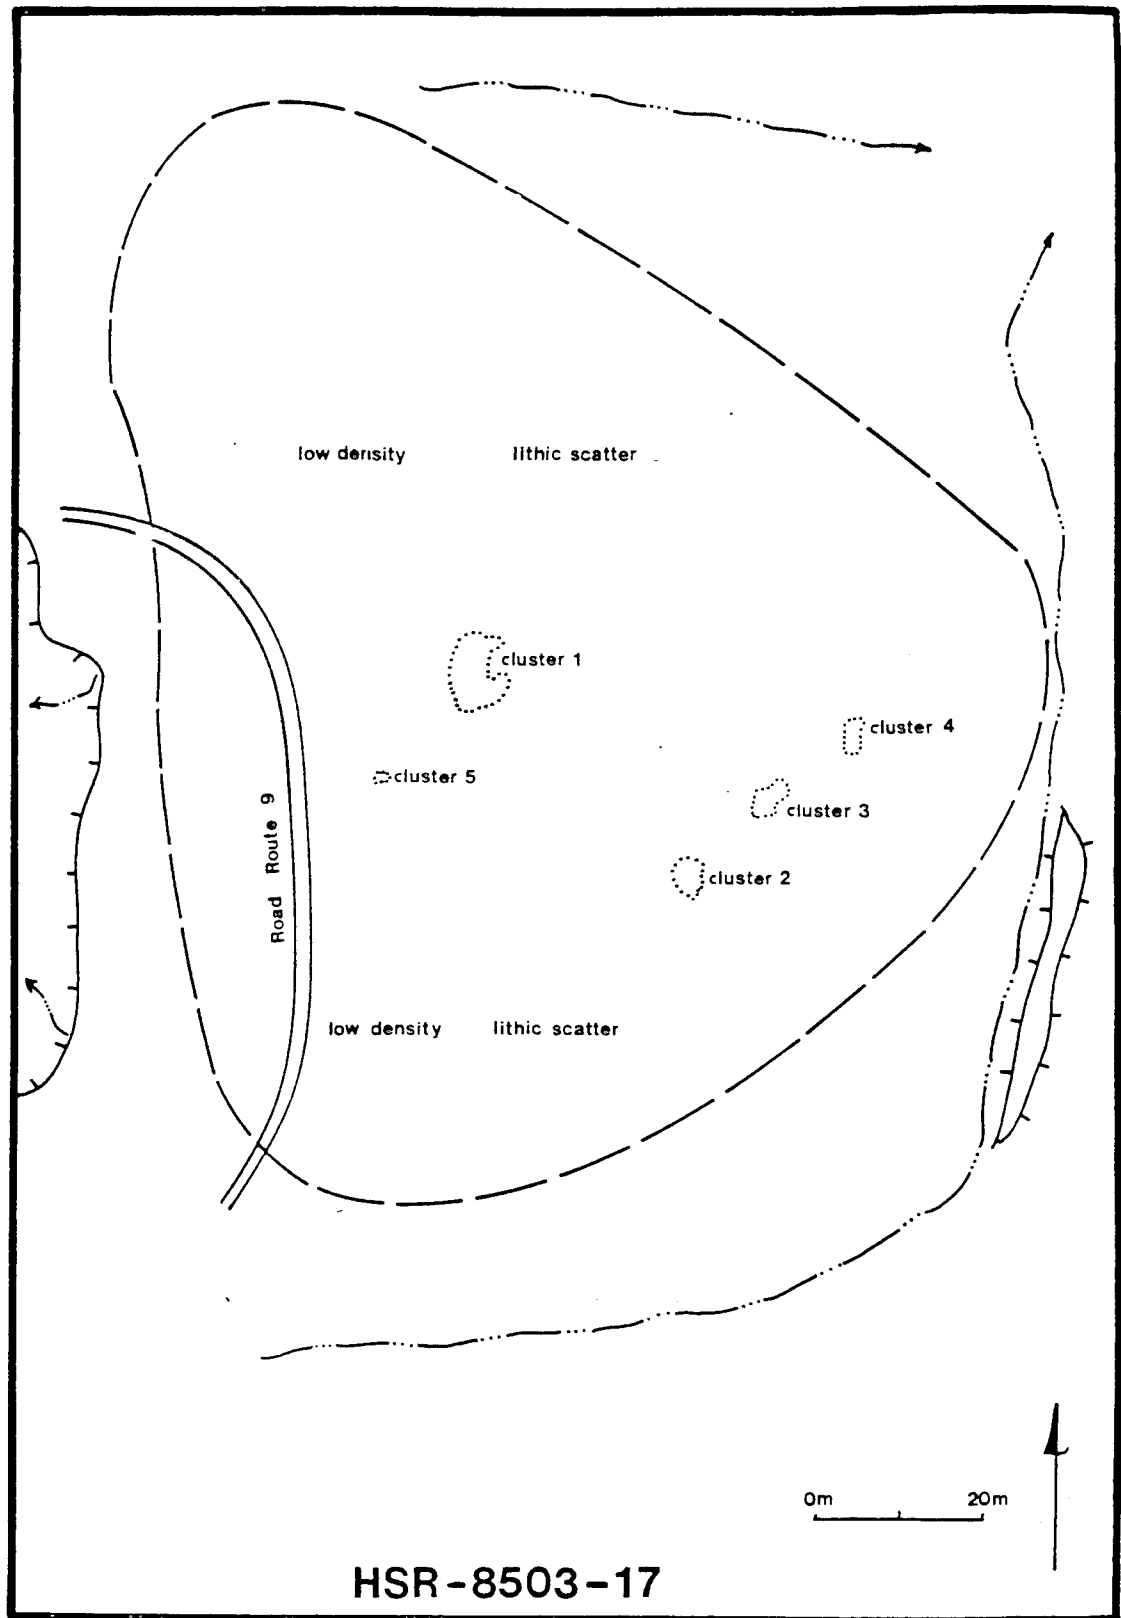 low density lithic scatter
cluster 1
cluster 4
cluster 5
cluster 3
Road Route 9
cluster 2
low density lithic scatter
0m 20m
HSR-8503-17